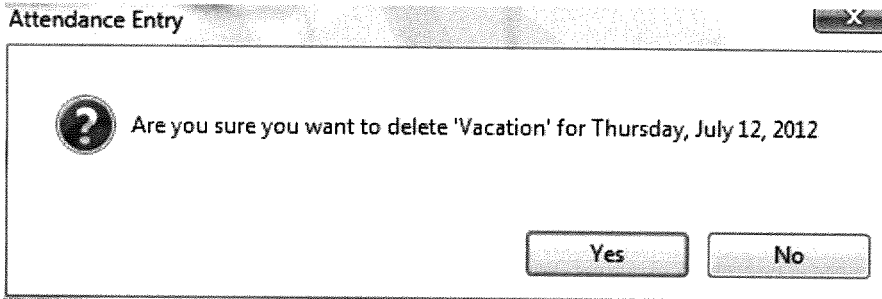 Attendance Entry
Are you sure you want to delete 'Vacation' for Thursday, July 12, 2012
Yes
No